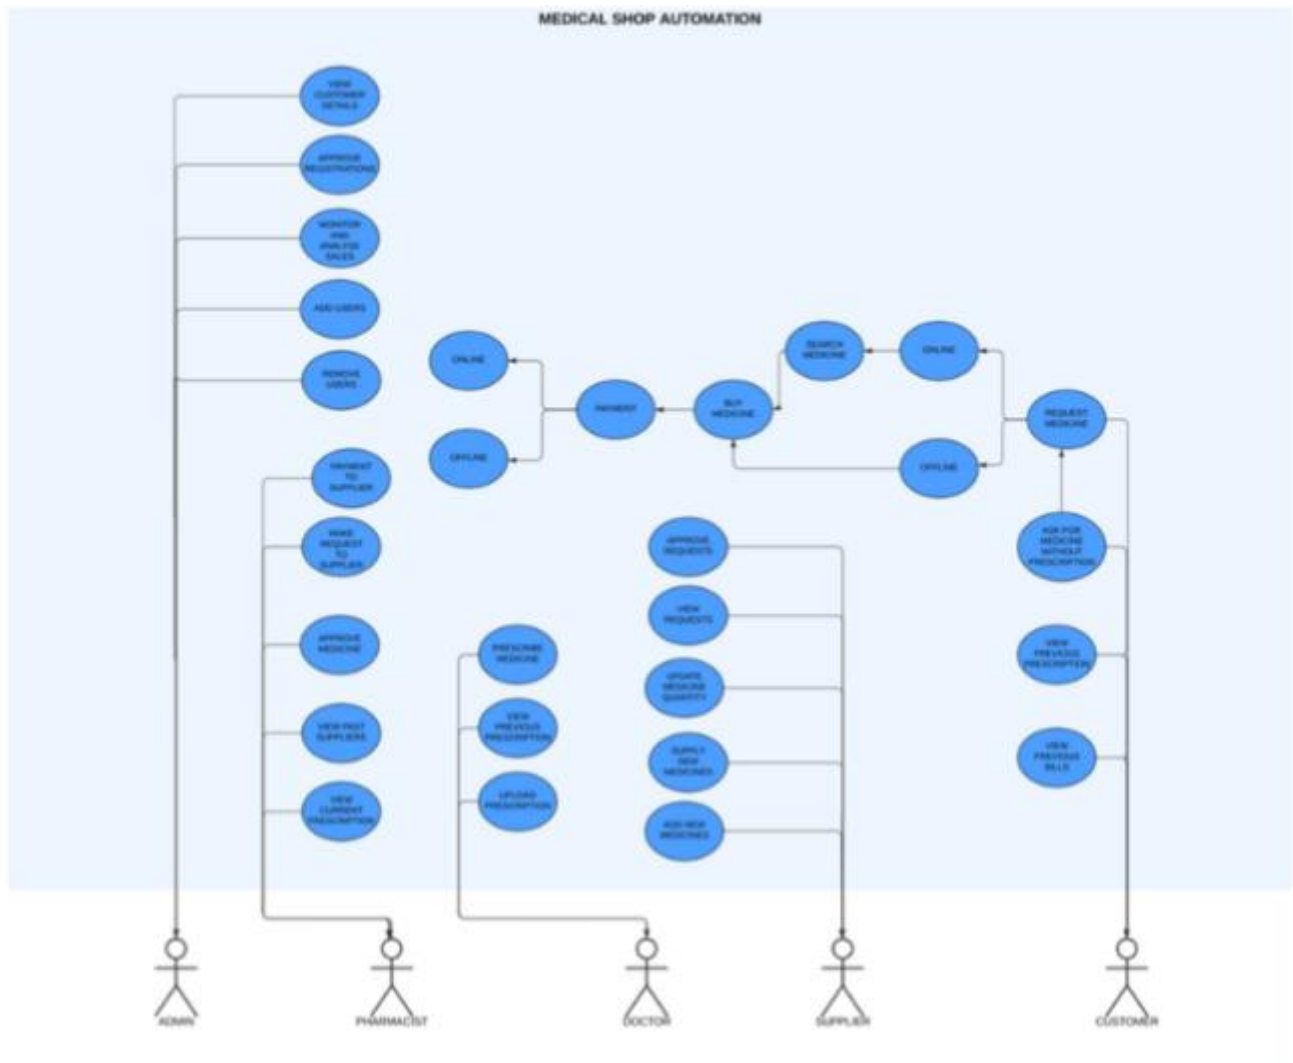 MEDICAL SHOP AUTOMATION
VIEW
CUSTOMER
DETAILS
APPROVE
REGISTRATIONS
MONITOR
AND
ANALYSE
SALES
ADD USERS
REMOVE
USERS
ONLINE
OFFLINE
PAYMENT
BUY
MEDICINE
SEARCH
MEDICINE
ONLINE
OFFLINE
REQUEST
MEDICINE
PAYMENT
TO
SUPPLIER
MAKE
REQUEST
TO
SUPPLIER
APPROVE
MEDICINE
VIEW PAST
SUPPLIERS
VIEW
CURRENT
PRESCRIPTION
PRESCRIBE
MEDICINE
VIEW
PREVIOUS
PRESCRIPTION
UPLOAD
PRESCRIPTION
APPROVE
REQUESTS
VIEW
REQUESTS
UPDATE
MEDICINE
QUANTITY
SUPPLY
NEW
MEDICINES
ADD NEW
MEDICINES
ASK FOR
MEDICINE
WITHOUT
PRESCRIPTION
VIEW
PREVIOUS
PRESCRIPTION
VIEW
PREVIOUS
BILLS
ADMIN
PHARMACIST
DOCTOR
SUPPLIER
CUSTOMER